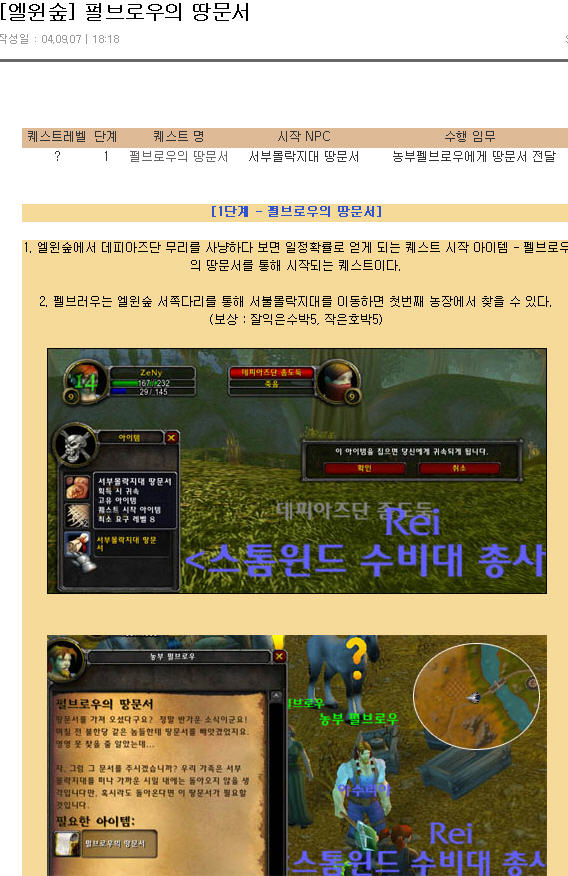 [엘윈숲] 펄브로우의 땅문서
작성일 : 04.09.07 | 18:18
퀘스트레벨 단계 퀘스트 명 시작 NPC 수행 임무
? 1 펄브로우의 땅문서 서부몰락지대 땅문서 농부펠브로우에게 땅문서 전달
[1단계 - 펄브로우의 땅문서]
1. 엘윈숲에서 데피아즈단 무리를 사냥하다 보면 일정확률로 얻게 되는 퀘스트 시작 아이템 - 펠브로우
의 땅문서를 통해 시작되는 퀘스트이다.
2. 펠브러우는 엘윈숲 서쪽다리를 통해 서불몰락지대를 이동하면 첫번째 농장에서 찾을 수 있다.
(보상 : 잘익은수박5, 작은호박5)
14
ZeNy
167 / 232
29 / 145
9
데피아즈단 좀도둑
죽음
9
아이템
서부몰락지대 땅문서
획득 시 귀속
고유 아이템
퀘스트 시작 아이템
최소 요구 레벨 8
2
서부몰락지대 땅문
서
이 아이템을 집으면 당신에게 귀속되게 됩니다.
확인 취소
데피아즈단 좀도둑
Rei
<스톰윈드 수비대 총사
농부 펄브로우
펄브로우의 땅문서
땅문서를 가져 오셨다구요? 정말 반가운 소식이군요!
며칠 전 불한당 같은 놈들한테 땅문서를 빼앗겼었지요.
영영 못 찾을 줄 알았는데...
자, 그럼 그 문서를 주시겠습니까? 우리 가족은 서부
몰락지대를 떠나 가까운 시일 내에는 돌아오지 않을 생
각입니다만, 혹시라도 돌아온다면 이 땅문서가 필요할
것입니다.
필요한 아이템:
펄브로우의 땅문서
?
브로우
농부 펄브로우
Rei
스톰윈드 수비대 총사